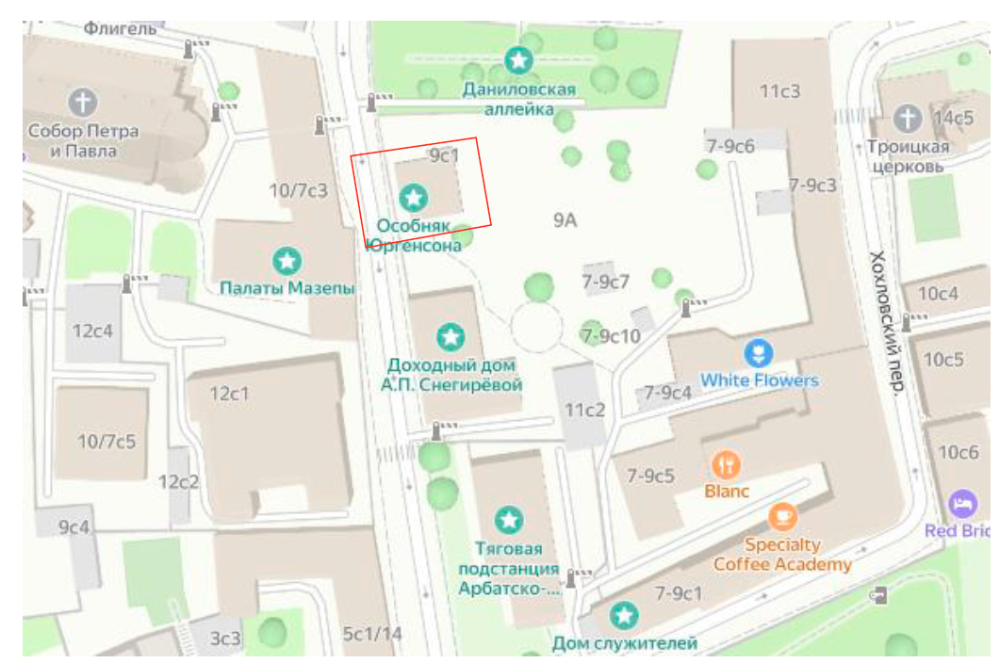 Флигель
Даниловская
аллейка
11с3
Собор Петра
и Павла
14с5
Троицкая
церковь
7-9с6
9с1
10/7с3
7-9с3
Особняк
Юргенсона
9А
Палаты Мазепы
7-9с7
Хохловский пер.
10с4
12с4
7-9с10
Доходный дом
А.П. Снегирёвой
White Flowers
10с5
12с1
11с2
7-9с4
10/7с5
10с6
12с2
7-9с5
Blanc
9с4
Red Bric
Тяговая
подстанция
Арбатско-...
Specialty
Coffee Academy
7-9с1
3с3
5с1/14
Дом служителей